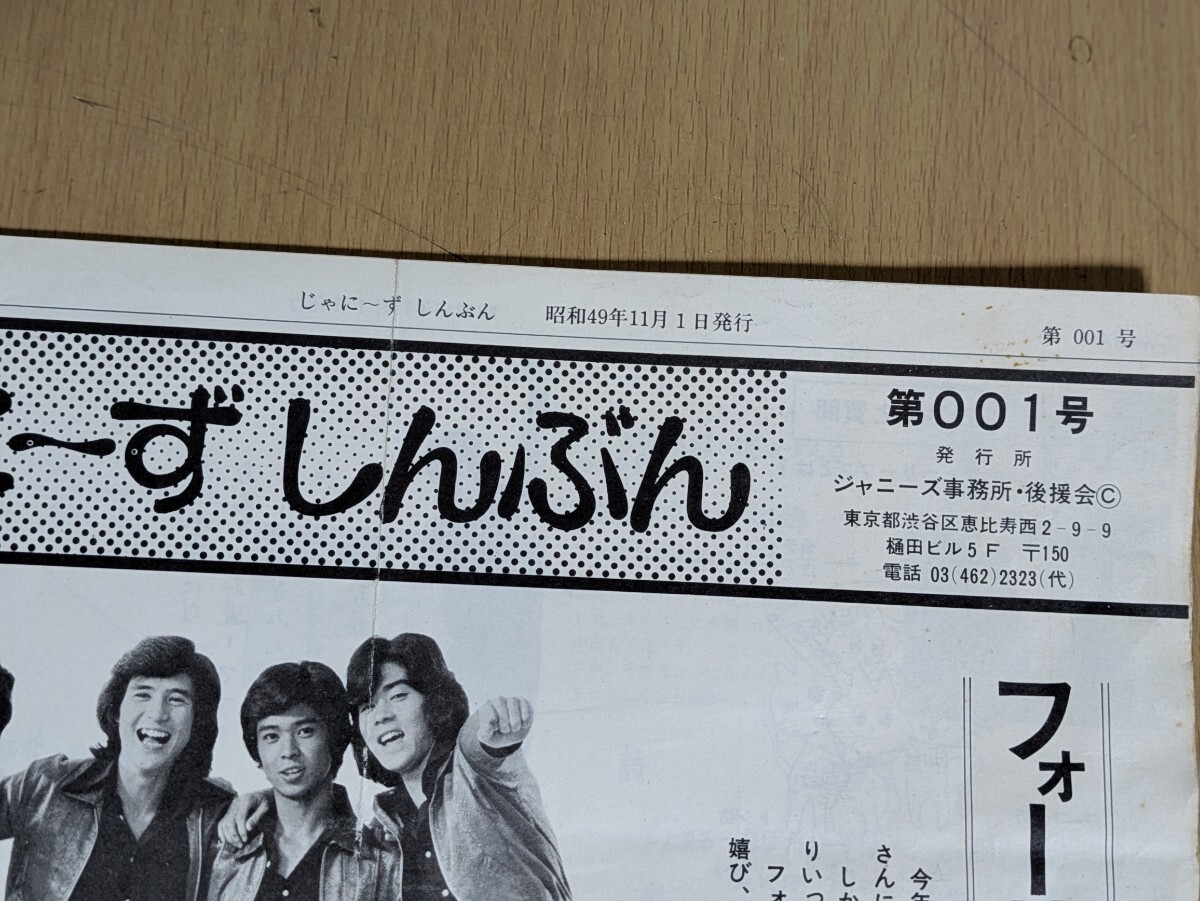 じゃに～ず しんぶん 昭和49年11月1日発行 第 001 号
～ず しんぶん
第001号
発行所
ジャニーズ事務所・後援会©
東京都渋谷区恵比寿西2-9-9
樋田ビル5F 〒150
電話 03(462)2323(代)
フォー
今年
さんに
しか
りいつ
フォ
嬉び、